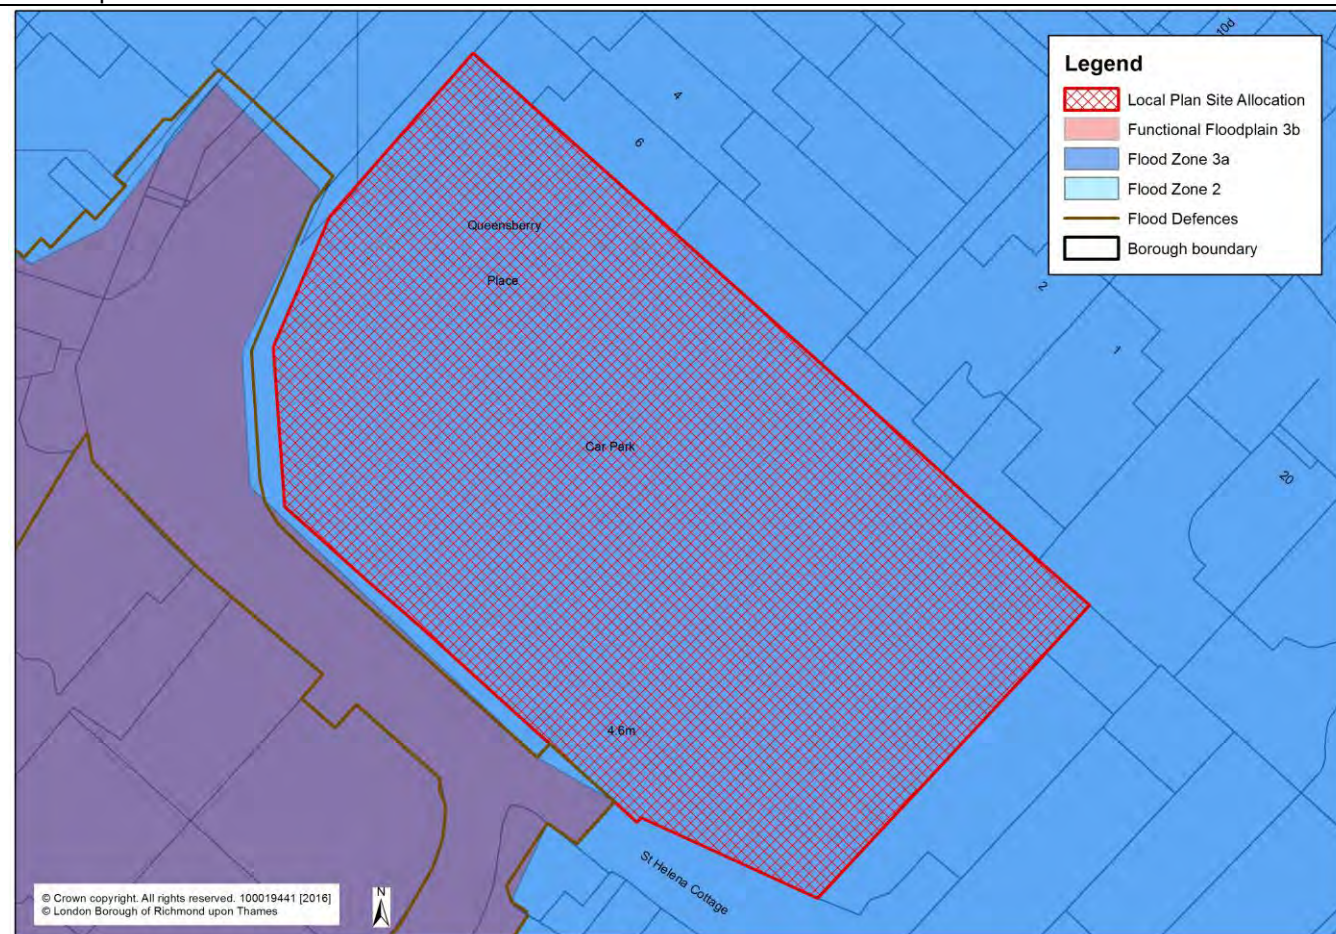 10d
4
6
Queensberry
Place
2
1
Car Park
20
4.6m
St Helena Cottage
Legend
Local Plan Site Allocation
Functional Floodplain 3b
Flood Zone 3a
Flood Zone 2
Flood Defences
Borough boundary
© Crown copyright. All rights reserved. 100019441 [2016]
© London Borough of Richmond upon Thames
N